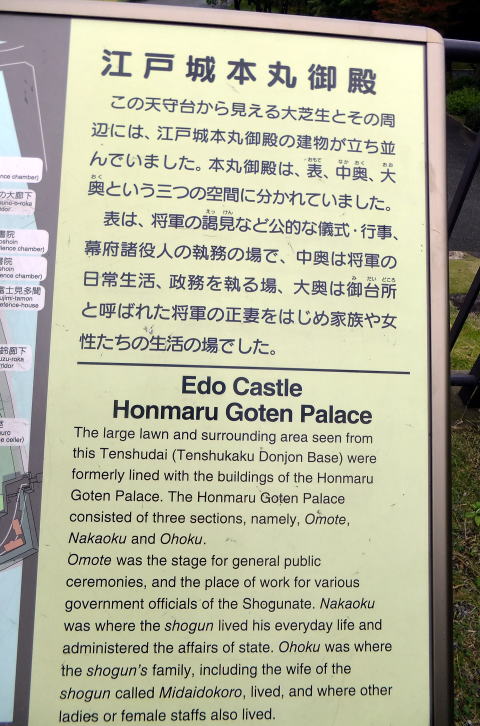 江戸城本丸御殿
この天守台から見える大芝生とその周
辺には、江戸城本丸御殿の建物が立ち並
んでいました。本丸御殿は、表、中奥、大
奥という三つの空間に分かれていました。
表は、将軍の謁見など公的な儀式・行事、
幕府諸役人の執務の場で、中奥は将軍の
日常生活、政務を執る場、大奥は御台所
と呼ばれた将軍の正妻をはじめ家族や女
性たちの生活の場でした。
Edo Castle
Honmaru Goten Palace
The large lawn and surrounding area seen from
this Tenshudai (Tenshukaku Donjon Base) were
formerly lined with the buildings of the Honmaru
Goten Palace. The Honmaru Goten Palace
consisted of three sections, namely, Omote,
Nakaoku and Ohoku.
Omote was the stage for general public
ceremonies, and the place of work for various
government officials of the Shogunate. Nakaoku
was where the shogun lived his everyday life and
administered the affairs of state. Ohoku was where
the shogun's family, including the wife of the
shogun called Midaidokoro, lived, and where other
ladies or female staffs also lived.